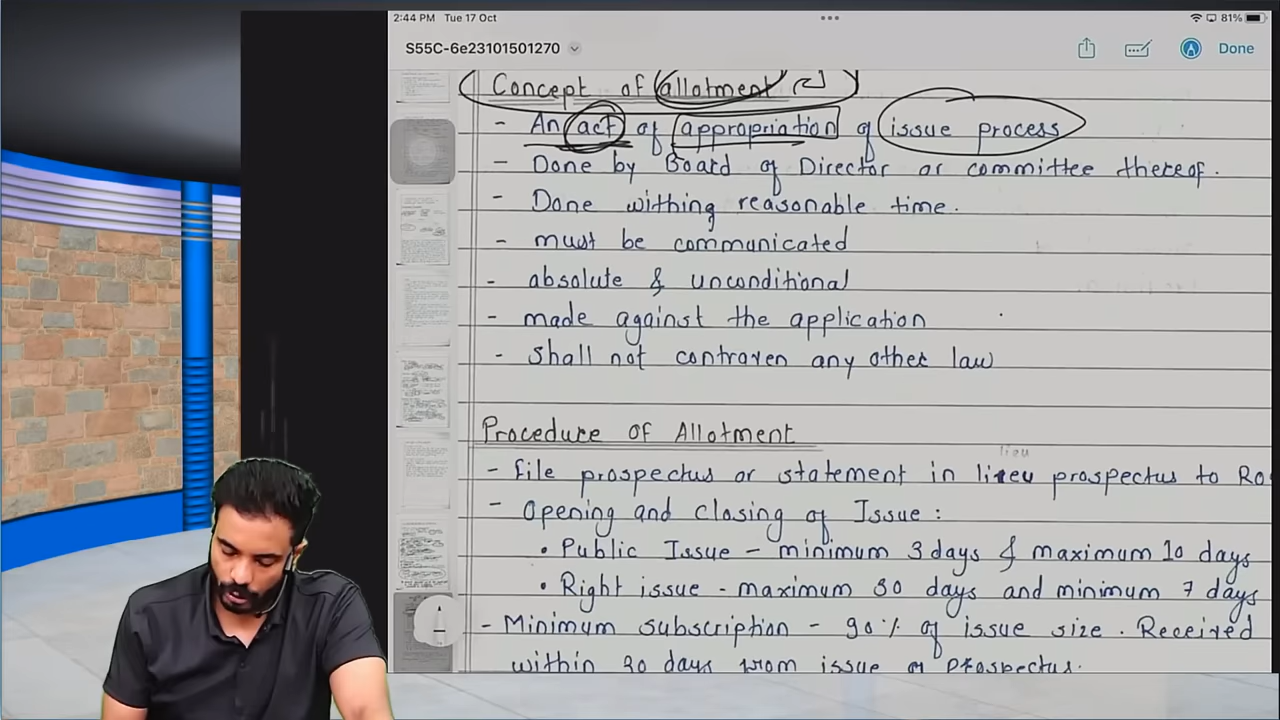 2:44 PM Tue 17 Oct
81%
S55C-6e23101501270
Done
Concept of allotment
- An act of appropriation of issue process
- Done by Board of Director or committee thereof.
- Done withing reasonable time.
- must be communicated
- absolute & unconditional
- made against the application
- shall not contraven any other law
Procedure of Allotment
lieu
- File prospectus or statement in prospectus to Ro
- Opening and closing of Issue :
• Public Issue - minimum 3 days & maximum 10 days
• Right issue - maximum 30 days and minimum 7 days
- Minimum subscription - 90% of issue size. Received
within 30 days from issue of prospectus.